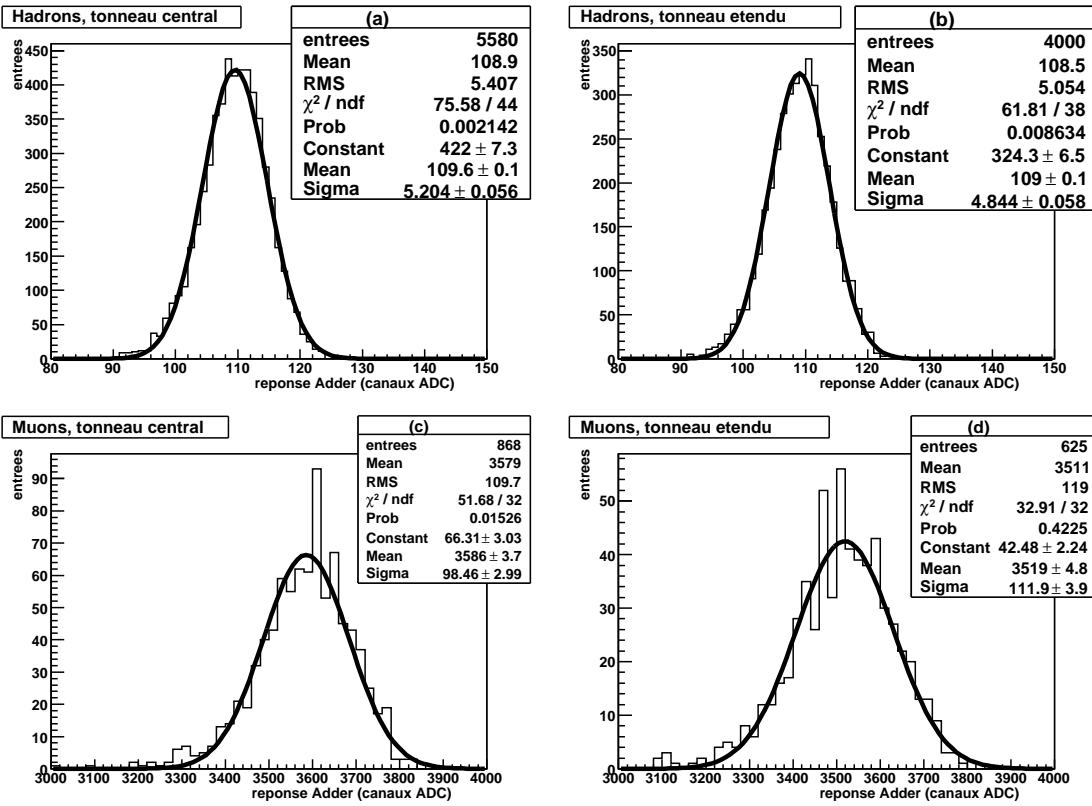 Hadrons, tonneau central
(a)
entrees 5580
Mean 108.9
RMS 5.407
χ² / ndf 75.58 / 44
Prob 0.002142
Constant 422 ± 7.3
Mean 109.6 ± 0.1
Sigma 5.204 ± 0.056
entrees
450
400
350
300
250
200
150
100
50
0
80 90 100 110 120 130 140 150
reponse Adder (canaux ADC)
Hadrons, tonneau etendu
(b)
entrees 4000
Mean 108.5
RMS 5.054
χ² / ndf 61.81 / 38
Prob 0.008634
Constant 324.3 ± 6.5
Mean 109 ± 0.1
Sigma 4.844 ± 0.058
entrees
350
300
250
200
150
100
50
0
80 90 100 110 120 130 140 150
reponse Adder (canaux ADC)
Muons, tonneau central
(c)
entrees 868
Mean 3579
RMS 109.7
χ² / ndf 51.68 / 32
Prob 0.01526
Constant 66.31 ± 3.03
Mean 3586 ± 3.7
Sigma 98.46 ± 2.99
entrees
90
80
70
60
50
40
30
20
10
0
3000 3100 3200 3300 3400 3500 3600 3700 3800 3900 4000
reponse Adder (canaux ADC)
Muons, tonneau etendu
(d)
entrees 625
Mean 3511
RMS 119
χ² / ndf 32.91 / 32
Prob 0.4225
Constant 42.48 ± 2.24
Mean 3519 ± 4.8
Sigma 111.9 ± 3.9
entrees
50
40
30
20
10
0
3000 3100 3200 3300 3400 3500 3600 3700 3800 3900 4000
reponse Adder (canaux ADC)